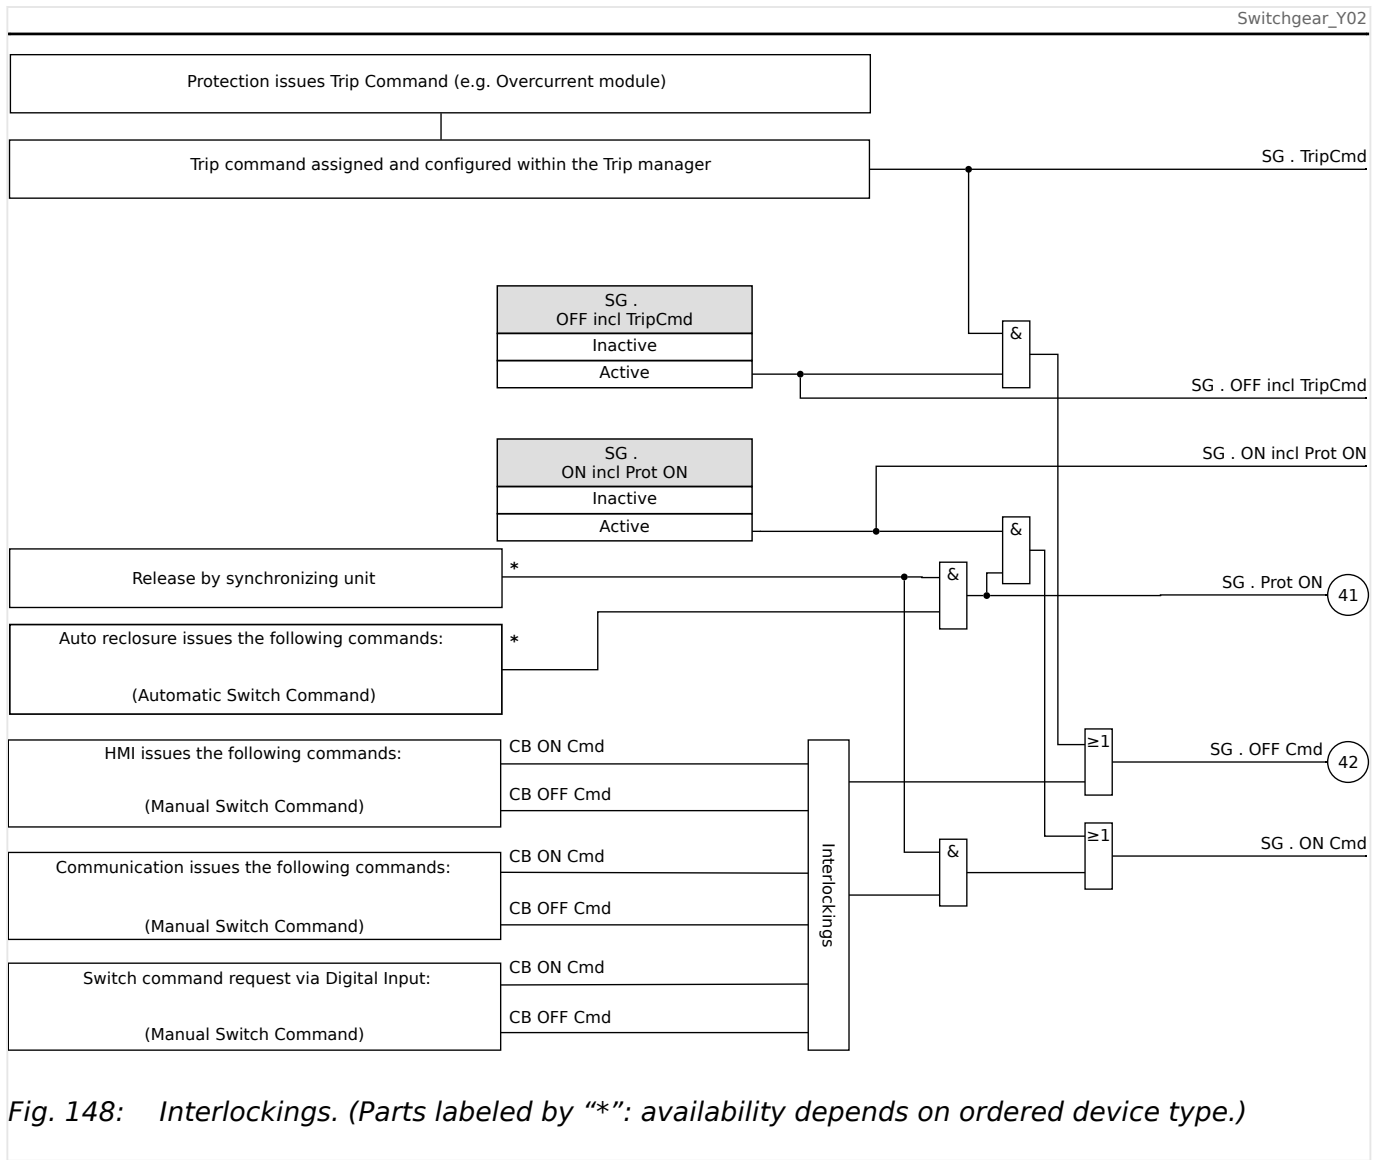 Switchgear_Y02
Protection issues Trip Command (e.g. Overcurrent module)
Trip command assigned and configured within the Trip manager
SG . TripCmd
SG .
OFF incl TripCmd
Inactive
Active
&
SG . OFF incl TripCmd
SG .
ON incl Prot ON
Inactive
Active
SG . ON incl Prot ON
&
Release by synchronizing unit
*
&
SG . Prot ON
41
Auto reclosure issues the following commands:
*
(Automatic Switch Command)
HMI issues the following commands:
(Manual Switch Command)
CB ON Cmd
CB OFF Cmd
≥1
SG . OFF Cmd
42
Communication issues the following commands:
(Manual Switch Command)
CB ON Cmd
CB OFF Cmd
Interlockings
&
≥1
SG . ON Cmd
Switch command request via Digital Input:
(Manual Switch Command)
CB ON Cmd
CB OFF Cmd
Fig. 148: Interlockings. (Parts labeled by “*”: availability depends on ordered device type.)